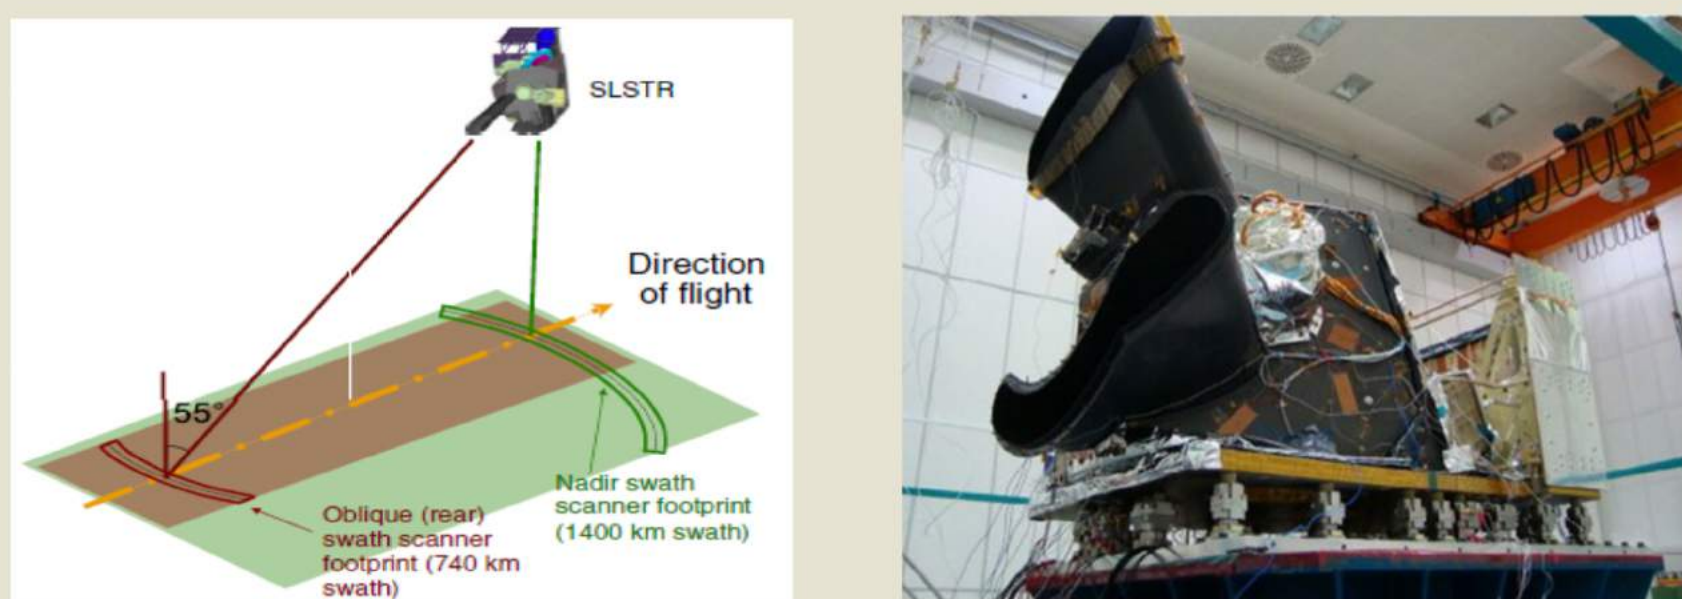 SLSTR
Direction
of flight
55°
Nadir swath
scanner footprint
(1400 km swath)
Oblique (rear)
swath scanner
footprint (740 km
swath)